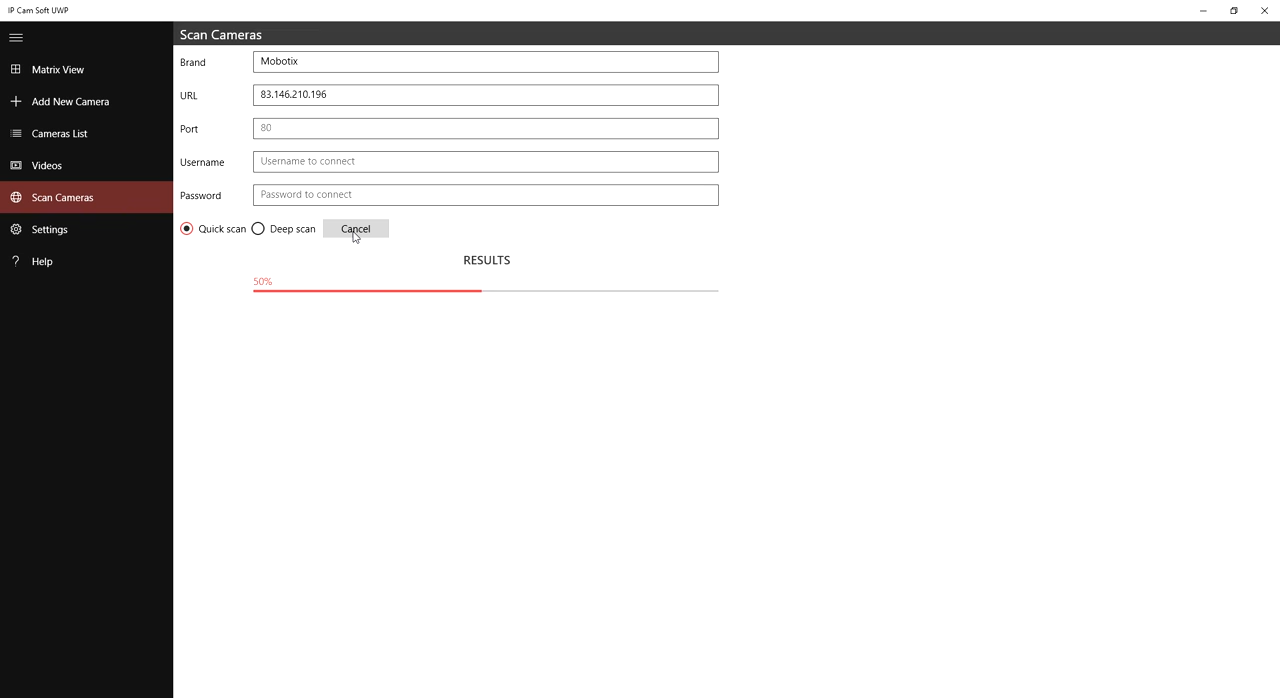 IP Cam Soft UWP
Matrix View
Add New Camera
Cameras List
Videos
Scan Cameras
Settings
Help
Scan Cameras
Brand Mobotix
URL 83.146.210.196
Port 80
Username Username to connect
Password Password to connect
Quick scan Deep scan Cancel
RESULTS
50%